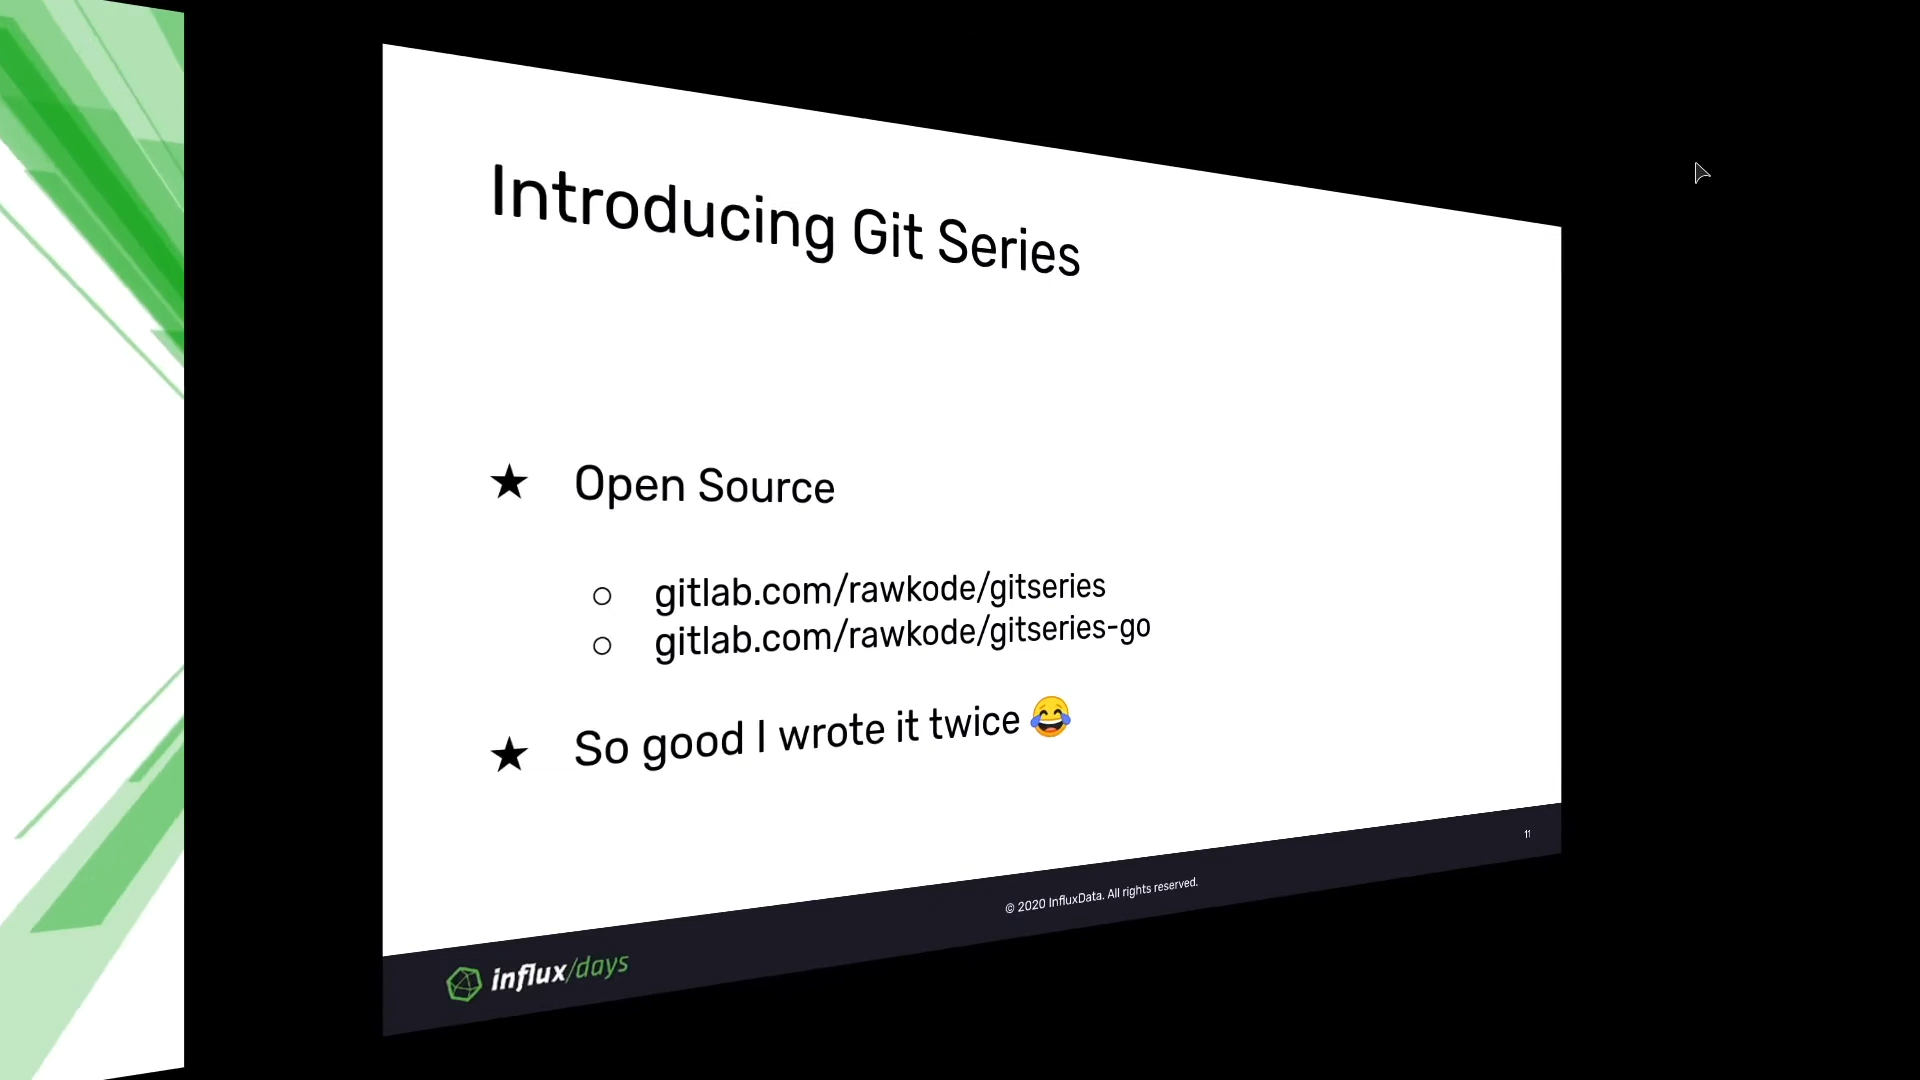 Introducing Git Series
★ Open Source
○ gitlab.com/rawkode/gitseries
○ gitlab.com/rawkode/gitseries-go
★ So good I wrote it twice 😂
11
© 2020 InfluxData. All rights reserved.
influx/days